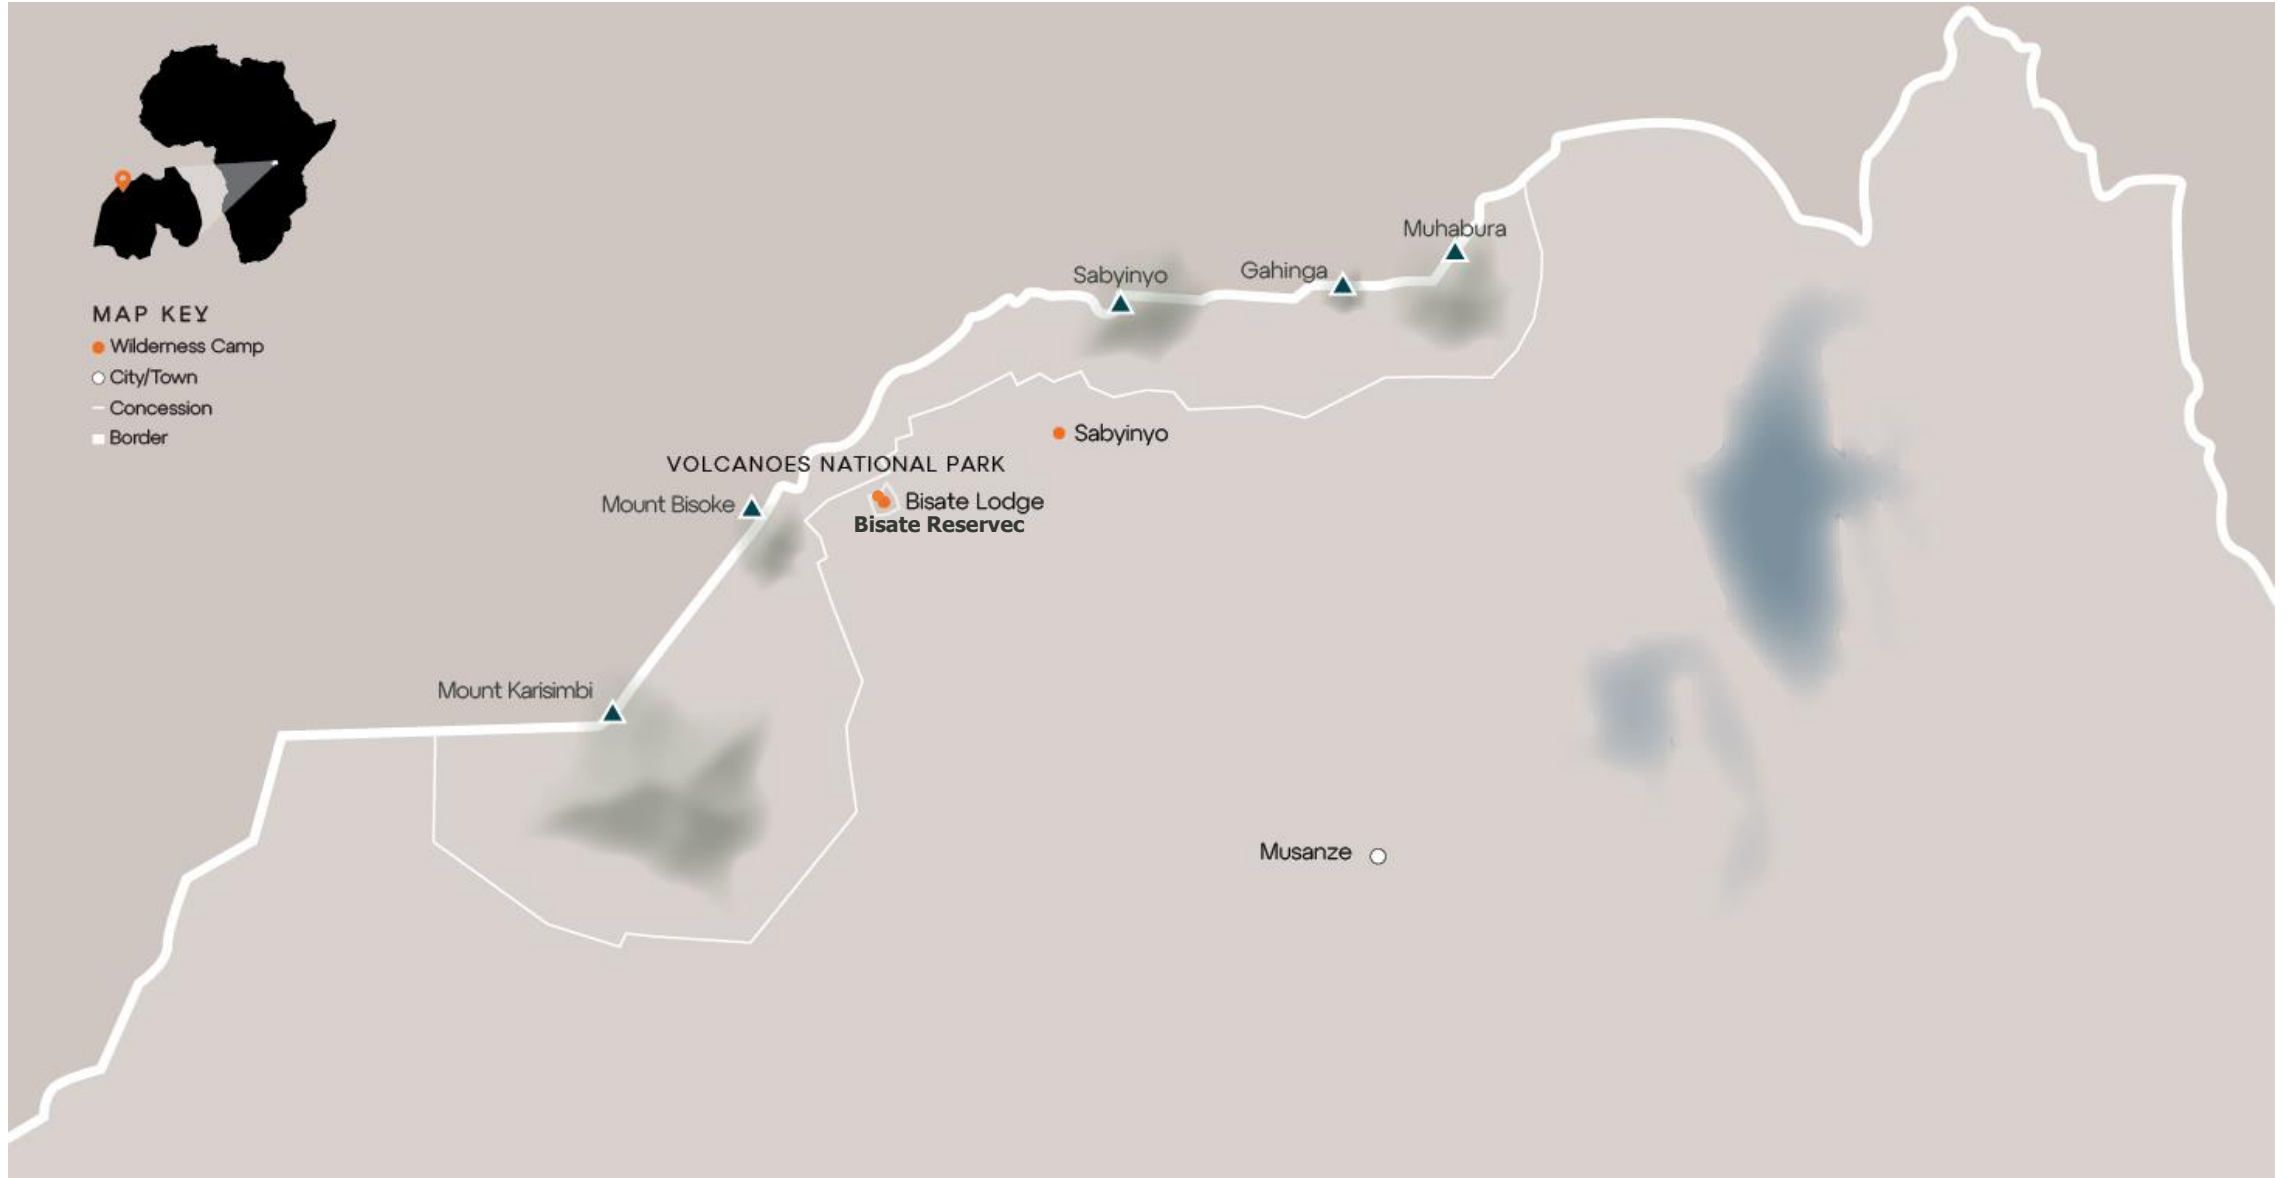 MAP KEY
Wilderness Camp
City/Town
Concession
Border
Muhabura
Sabyinyo
Gahinga
Sabyinyo
VOLCANOES NATIONAL PARK
Mount Bisoke
Bisate Lodge
Bisate Reservec
Mount Karisimbi
Musanze